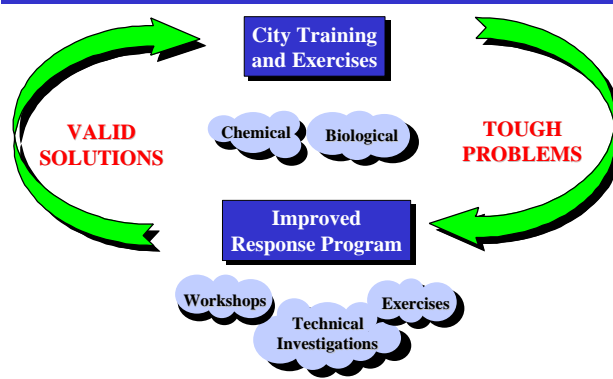 City Training
and Exercises
VALID
SOLUTIONS
Chemical
Biological
TOUGH
PROBLEMS
Improved
Response Program
Workshops
Technical
Investigations
Exercises